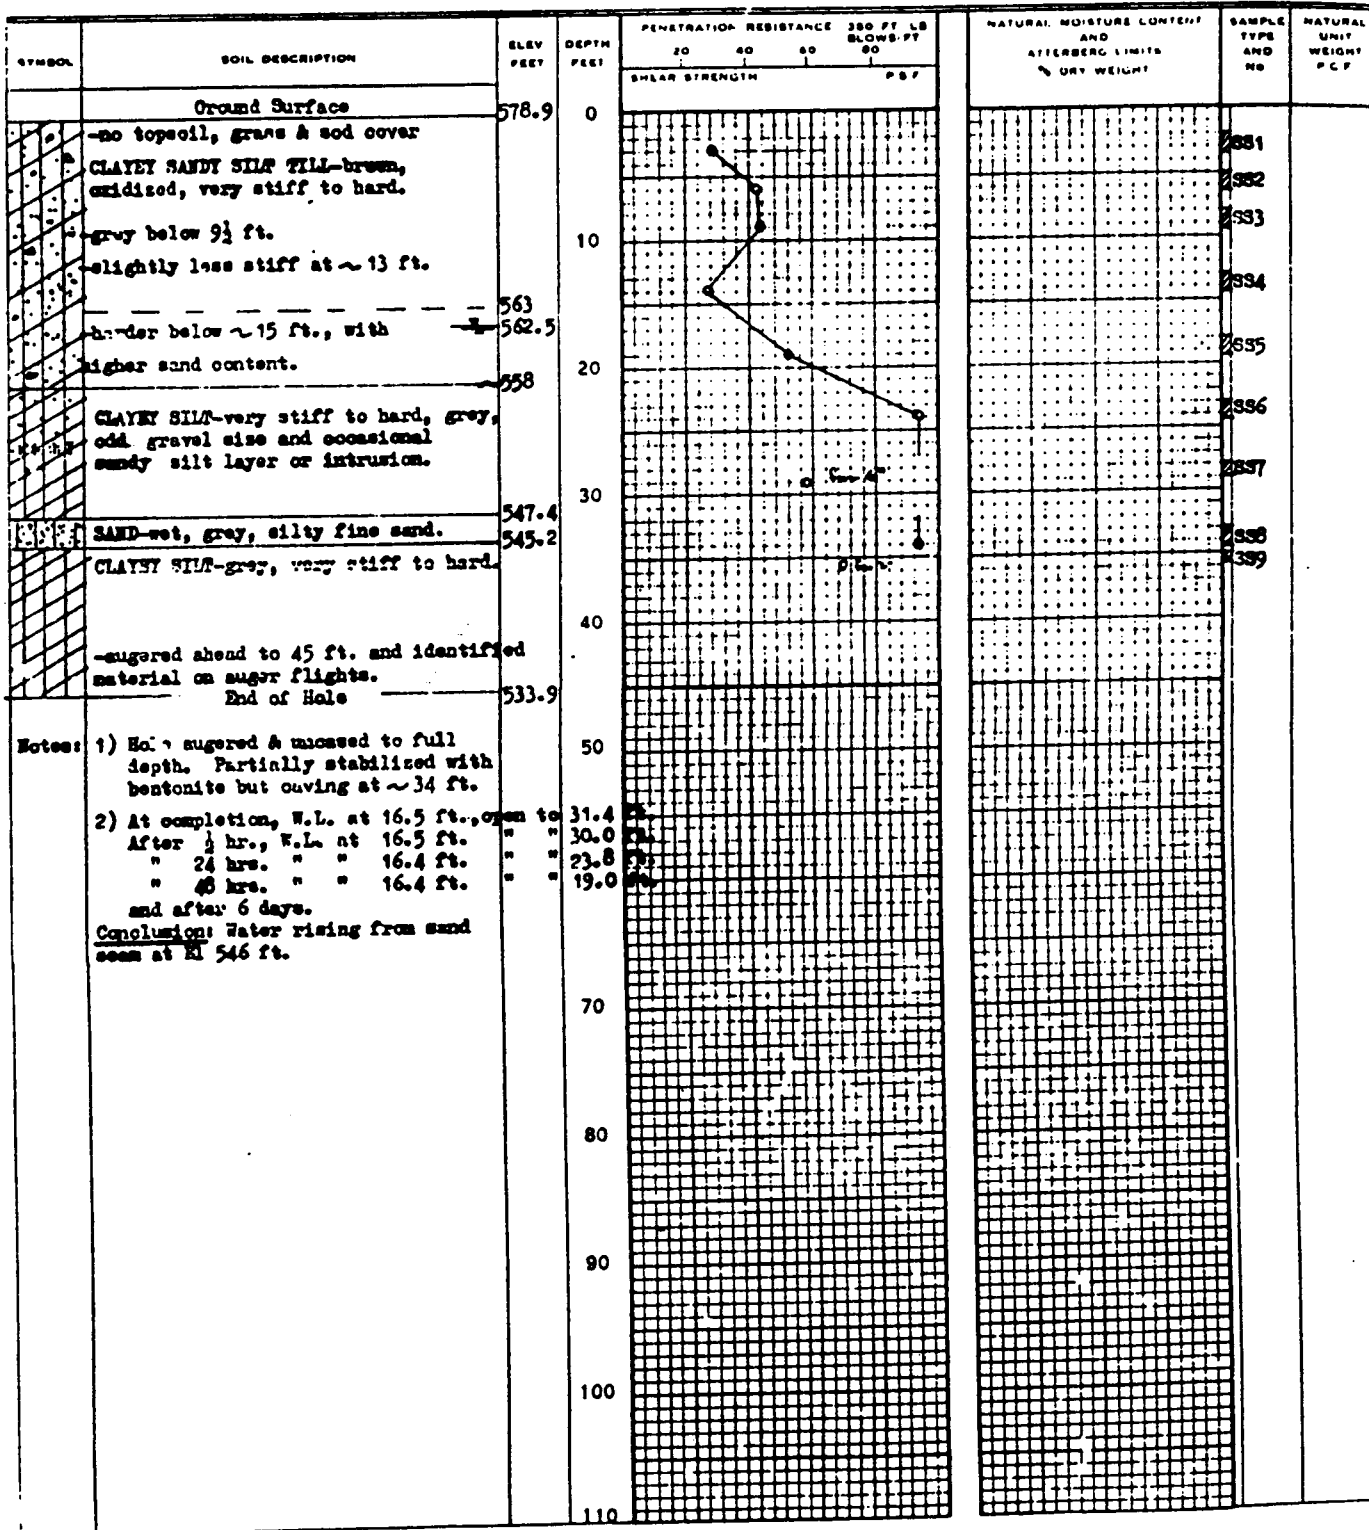 SYMBOL
SOIL DESCRIPTION
ELEV FEET
DEPTH FEET
PENETRATION RESISTANCE 350 FT LB
BLOWS/FT
20 40 60 80
SHEAR STRENGTH P S F
NATURAL MOISTURE CONTENT
AND
ATTERBERG LIMITS
% DRY WEIGHT
SAMPLE TYPE AND No
NATURAL UNIT WEIGHT P C F
Ground Surface 578.9 0
-no topsoil, grass & sod cover
SS1
CLAYEY SANDY SILT TILL-brown,
oxidized, very stiff to hard.
SS2
SS3
grey below 9½ ft.
10
slightly less stiff at ~ 13 ft.
SS4
563
harder below ~ 15 ft., with 562.5
SS5
higher sand content.
20
558
CLAYEY SILT-very stiff to hard, grey,
SS6
odd gravel size and occasional
sandy silt layer or intrusion.
SS7
30
547.4
SAND-wet, grey, silty fine sand.
SS8
545.2
SS9
CLAYEY SILT-grey, very stiff to hard.
40
-augered ahead to 45 ft. and identified
material on auger flights.
End of Hole 533.9
Notes: 1) Hole augered & uncased to full
50
depth. Partially stabilized with
bentonite but caving at ~ 34 ft.
2) At completion, W.L. at 16.5 ft., open to 31.4 ft.
After ½ hr., W.L. at 16.5 ft. " " 30.0 ft.
" 24 hrs. " " 16.4 ft. " " 23.8 ft.
" 48 hrs. " " 16.4 ft. " " 19.0 ft.
and after 6 days.
Conclusion: Water rising from sand
seam at El 546 ft.
70
80
90
100
110